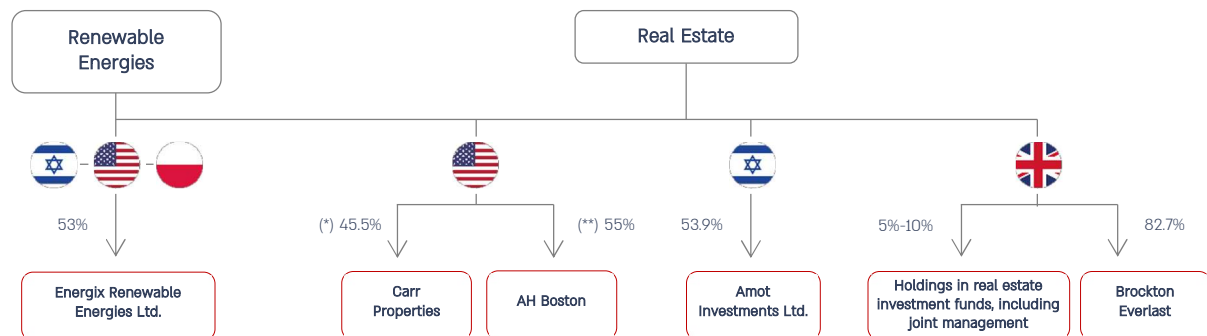 Renewable
Energies
Real Estate
53%
(*) 45.5%
(**) 55%
53.9%
5%-10%
82.7%
Energix Renewable
Energies Ltd.
Carr
Properties
AH Boston
Amot
Investments Ltd.
Holdings in real estate
investment funds, including
joint management
Brockton
Everlast